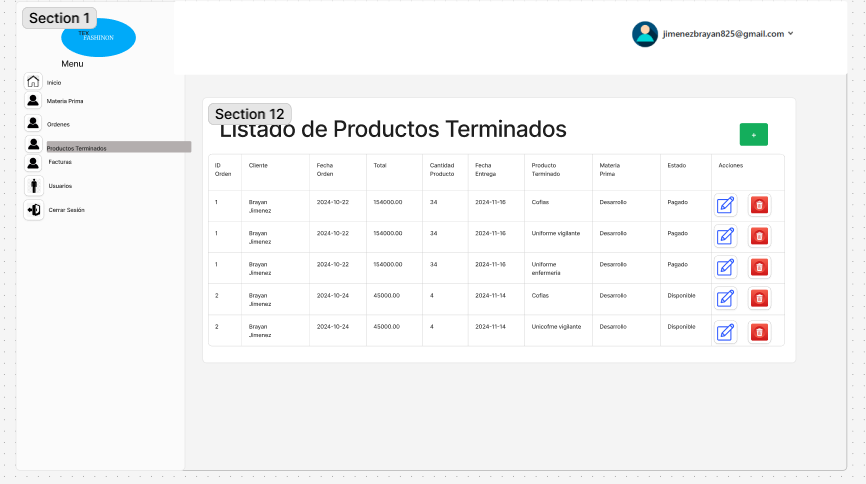 Section 1
TEK
FASHINON
jimenezbrayan825@gmail.com
Menu
Inicio
Materia Prima
Ordenes
Productos Terminados
Facturas
Usuarios
Cerrar Sesión
Section 12
Listado de Productos Terminados
+
ID Orden Cliente Fecha Orden Total Cantidad Producto Fecha Entrega Producto Terminado Materia Prima Estado Acciones
1 Brayan Jimenez 2024-10-22 154000.00 34 2024-11-16 Cofias Desarrollo Pagado
1 Brayan Jimenez 2024-10-22 154000.00 34 2024-11-16 Uniforme vigilante Desarrollo Pagado
1 Brayan Jimenez 2024-10-22 154000.00 34 2024-11-16 Uniforme enfermeria Desarrollo Pagado
2 Brayan Jimenez 2024-10-24 45000.00 4 2024-11-14 Cofias Desarrollo Disponible
2 Brayan Jimenez 2024-10-24 45000.00 4 2024-11-14 Unicofme vigilante Desarrollo Disponible